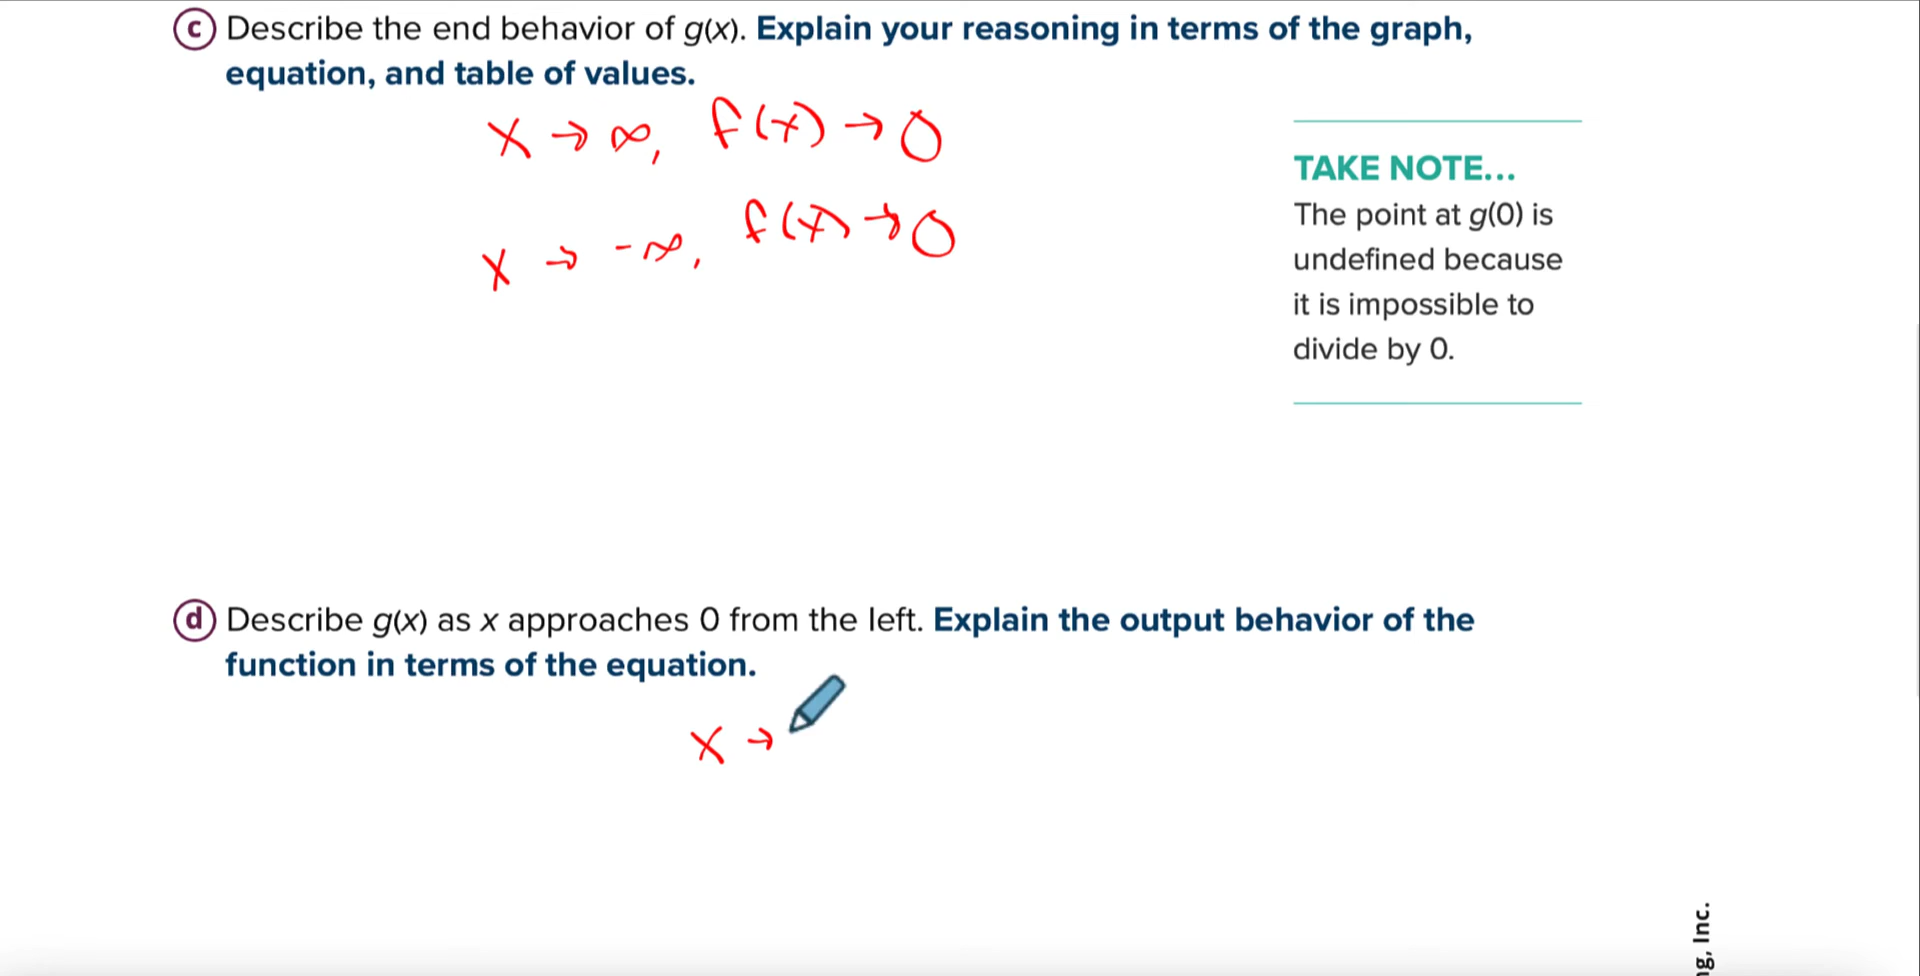 c Describe the end behavior of g(x). Explain your reasoning in terms of the graph,
equation, and table of values.
x → ∞, f(x) → 0
x → -∞, f(x) → 0
TAKE NOTE...
The point at g(0) is
undefined because
it is impossible to
divide by 0.
d Describe g(x) as x approaches 0 from the left. Explain the output behavior of the
function in terms of the equation.
x →
Inc.